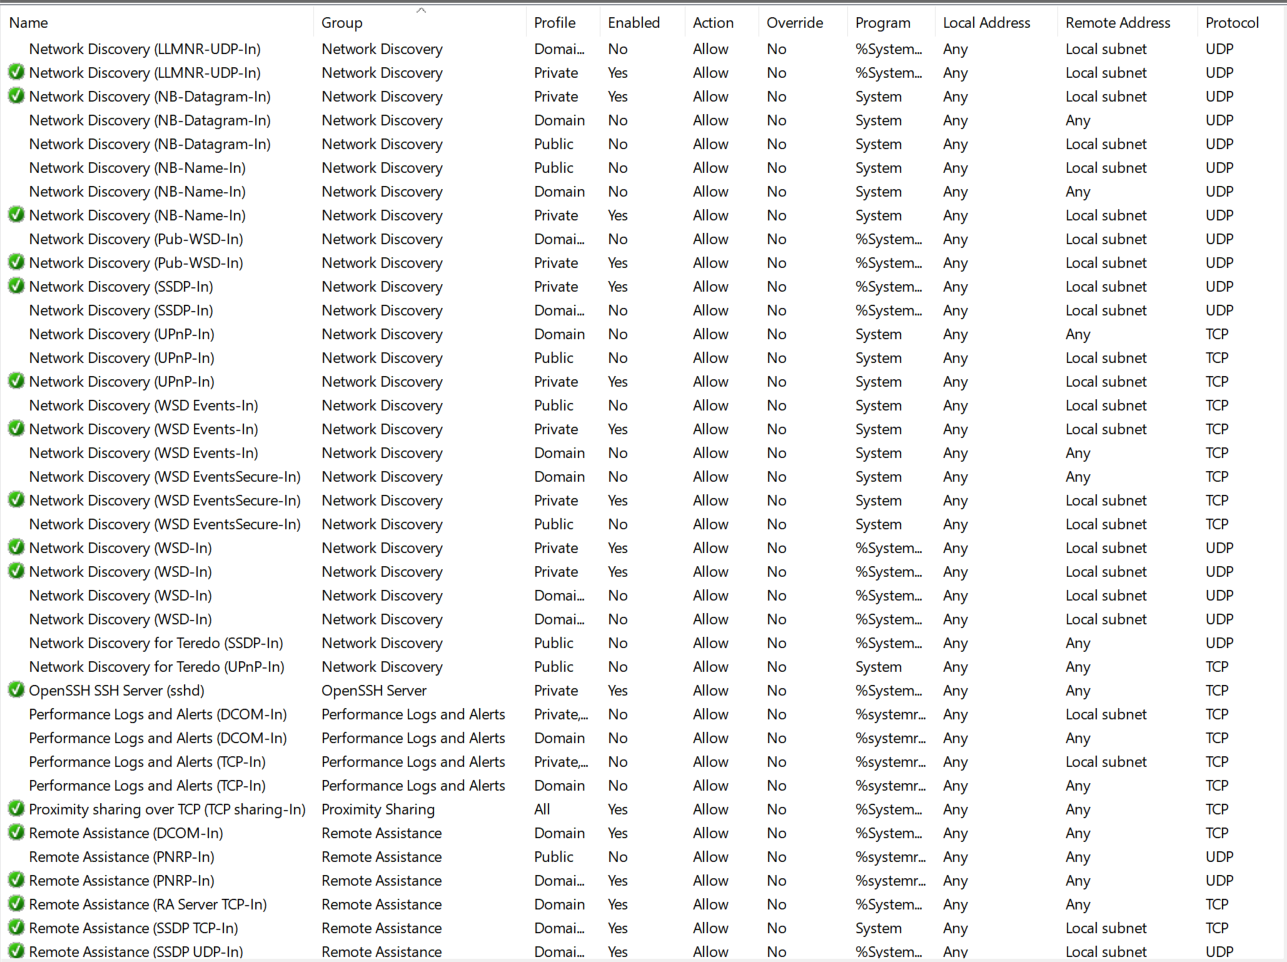 Name Group Profile Enabled Action Override Program Local Address Remote Address Protocol
Network Discovery (LLMNR-UDP-In) Network Discovery Domai... No Allow No %System... Any Local subnet UDP
Network Discovery (LLMNR-UDP-In) Network Discovery Private Yes Allow No %System... Any Local subnet UDP
Network Discovery (NB-Datagram-In) Network Discovery Private Yes Allow No System Any Local subnet UDP
Network Discovery (NB-Datagram-In) Network Discovery Domain No Allow No System Any Any UDP
Network Discovery (NB-Datagram-In) Network Discovery Public No Allow No System Any Local subnet UDP
Network Discovery (NB-Name-In) Network Discovery Public No Allow No System Any Local subnet UDP
Network Discovery (NB-Name-In) Network Discovery Domain No Allow No System Any Any UDP
Network Discovery (NB-Name-In) Network Discovery Private Yes Allow No System Any Local subnet UDP
Network Discovery (Pub-WSD-In) Network Discovery Domai... No Allow No %System... Any Local subnet UDP
Network Discovery (Pub-WSD-In) Network Discovery Private Yes Allow No %System... Any Local subnet UDP
Network Discovery (SSDP-In) Network Discovery Private Yes Allow No %System... Any Local subnet UDP
Network Discovery (SSDP-In) Network Discovery Domai... No Allow No %System... Any Local subnet UDP
Network Discovery (UPnP-In) Network Discovery Domain No Allow No System Any Any TCP
Network Discovery (UPnP-In) Network Discovery Public No Allow No System Any Local subnet TCP
Network Discovery (UPnP-In) Network Discovery Private Yes Allow No System Any Local subnet TCP
Network Discovery (WSD Events-In) Network Discovery Public No Allow No System Any Local subnet TCP
Network Discovery (WSD Events-In) Network Discovery Private Yes Allow No System Any Local subnet TCP
Network Discovery (WSD Events-In) Network Discovery Domain No Allow No System Any Any TCP
Network Discovery (WSD EventsSecure-In) Network Discovery Domain No Allow No System Any Any TCP
Network Discovery (WSD EventsSecure-In) Network Discovery Private Yes Allow No System Any Local subnet TCP
Network Discovery (WSD EventsSecure-In) Network Discovery Public No Allow No System Any Local subnet TCP
Network Discovery (WSD-In) Network Discovery Private Yes Allow No %System... Any Local subnet UDP
Network Discovery (WSD-In) Network Discovery Private Yes Allow No %System... Any Local subnet UDP
Network Discovery (WSD-In) Network Discovery Domai... No Allow No %System... Any Local subnet UDP
Network Discovery (WSD-In) Network Discovery Domai... No Allow No %System... Any Local subnet UDP
Network Discovery for Teredo (SSDP-In) Network Discovery Public No Allow No %System... Any Any UDP
Network Discovery for Teredo (UPnP-In) Network Discovery Public No Allow No System Any Any TCP
OpenSSH SSH Server (sshd) OpenSSH Server Private Yes Allow No %System... Any Any TCP
Performance Logs and Alerts (DCOM-In) Performance Logs and Alerts Private,... No Allow No %systemr... Any Local subnet TCP
Performance Logs and Alerts (DCOM-In) Performance Logs and Alerts Domain No Allow No %systemr... Any Any TCP
Performance Logs and Alerts (TCP-In) Performance Logs and Alerts Private,... No Allow No %systemr... Any Local subnet TCP
Performance Logs and Alerts (TCP-In) Performance Logs and Alerts Domain No Allow No %systemr... Any Any TCP
Proximity sharing over TCP (TCP sharing-In) Proximity Sharing All Yes Allow No %System... Any Any TCP
Remote Assistance (DCOM-In) Remote Assistance Domain Yes Allow No %System... Any Any TCP
Remote Assistance (PNRP-In) Remote Assistance Public No Allow No %systemr... Any Any UDP
Remote Assistance (PNRP-In) Remote Assistance Domai... Yes Allow No %systemr... Any Any UDP
Remote Assistance (RA Server TCP-In) Remote Assistance Domain Yes Allow No %System... Any Any TCP
Remote Assistance (SSDP TCP-In) Remote Assistance Domai... Yes Allow No System Any Local subnet TCP
Remote Assistance (SSDP UDP-In) Remote Assistance Domai... Yes Allow No %System... Any Local subnet UDP